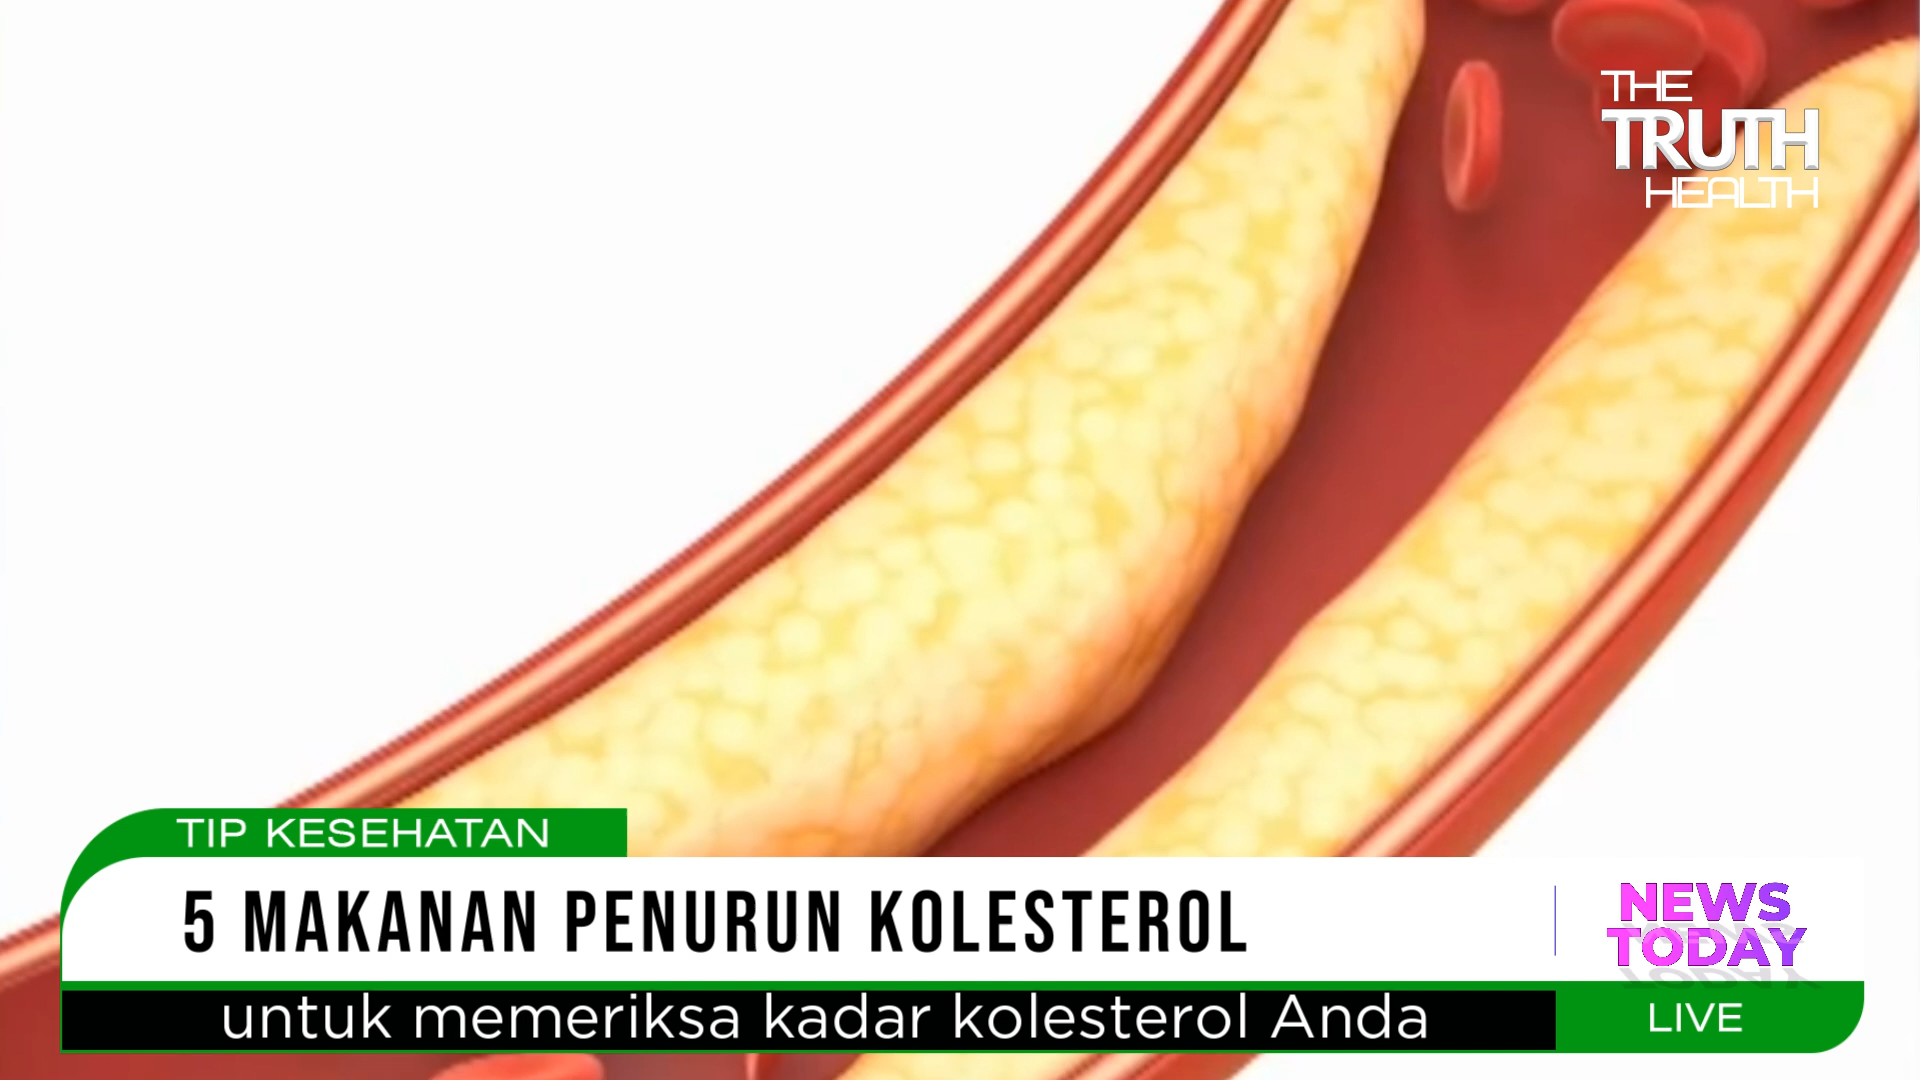 THE
TRUTH
HEALTH
TIP KESEHATAN
5 MAKANAN PENURUN KOLESTEROL
NEWS
TODAY
untuk memeriksa kadar kolesterol Anda
LIVE